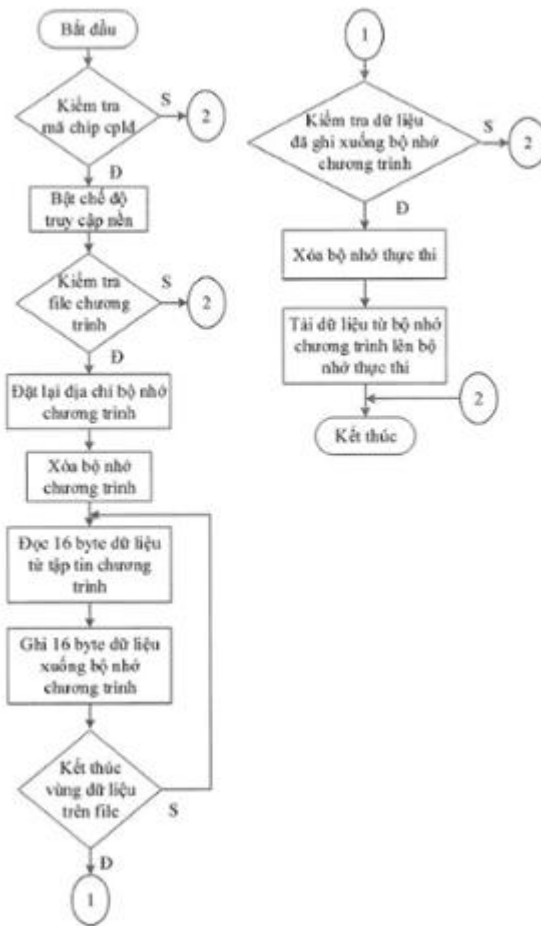 Bắt đầu
Kiểm tra
mã chip cpld
S
2
Đ
Bật chế độ
truy cập nền
Kiểm tra
file chương
trình
S
2
Đ
Đặt lại địa chỉ bộ nhớ
chương trình
Xóa bộ nhớ
chương trình
Đọc 16 byte dữ liệu
từ tập tin chương
trình
Ghi 16 byte dữ liệu
xuống bộ nhớ
chương trình
Kết thúc
vùng dữ liệu
trên file
S
Đ
1
1
Kiểm tra dữ liệu
đã ghi xuống bộ nhớ
chương trình
S
2
Đ
Xóa bộ nhớ thực thi
Tải dữ liệu từ bộ nhớ
chương trình lên bộ
nhớ thực thi
2
Kết thúc